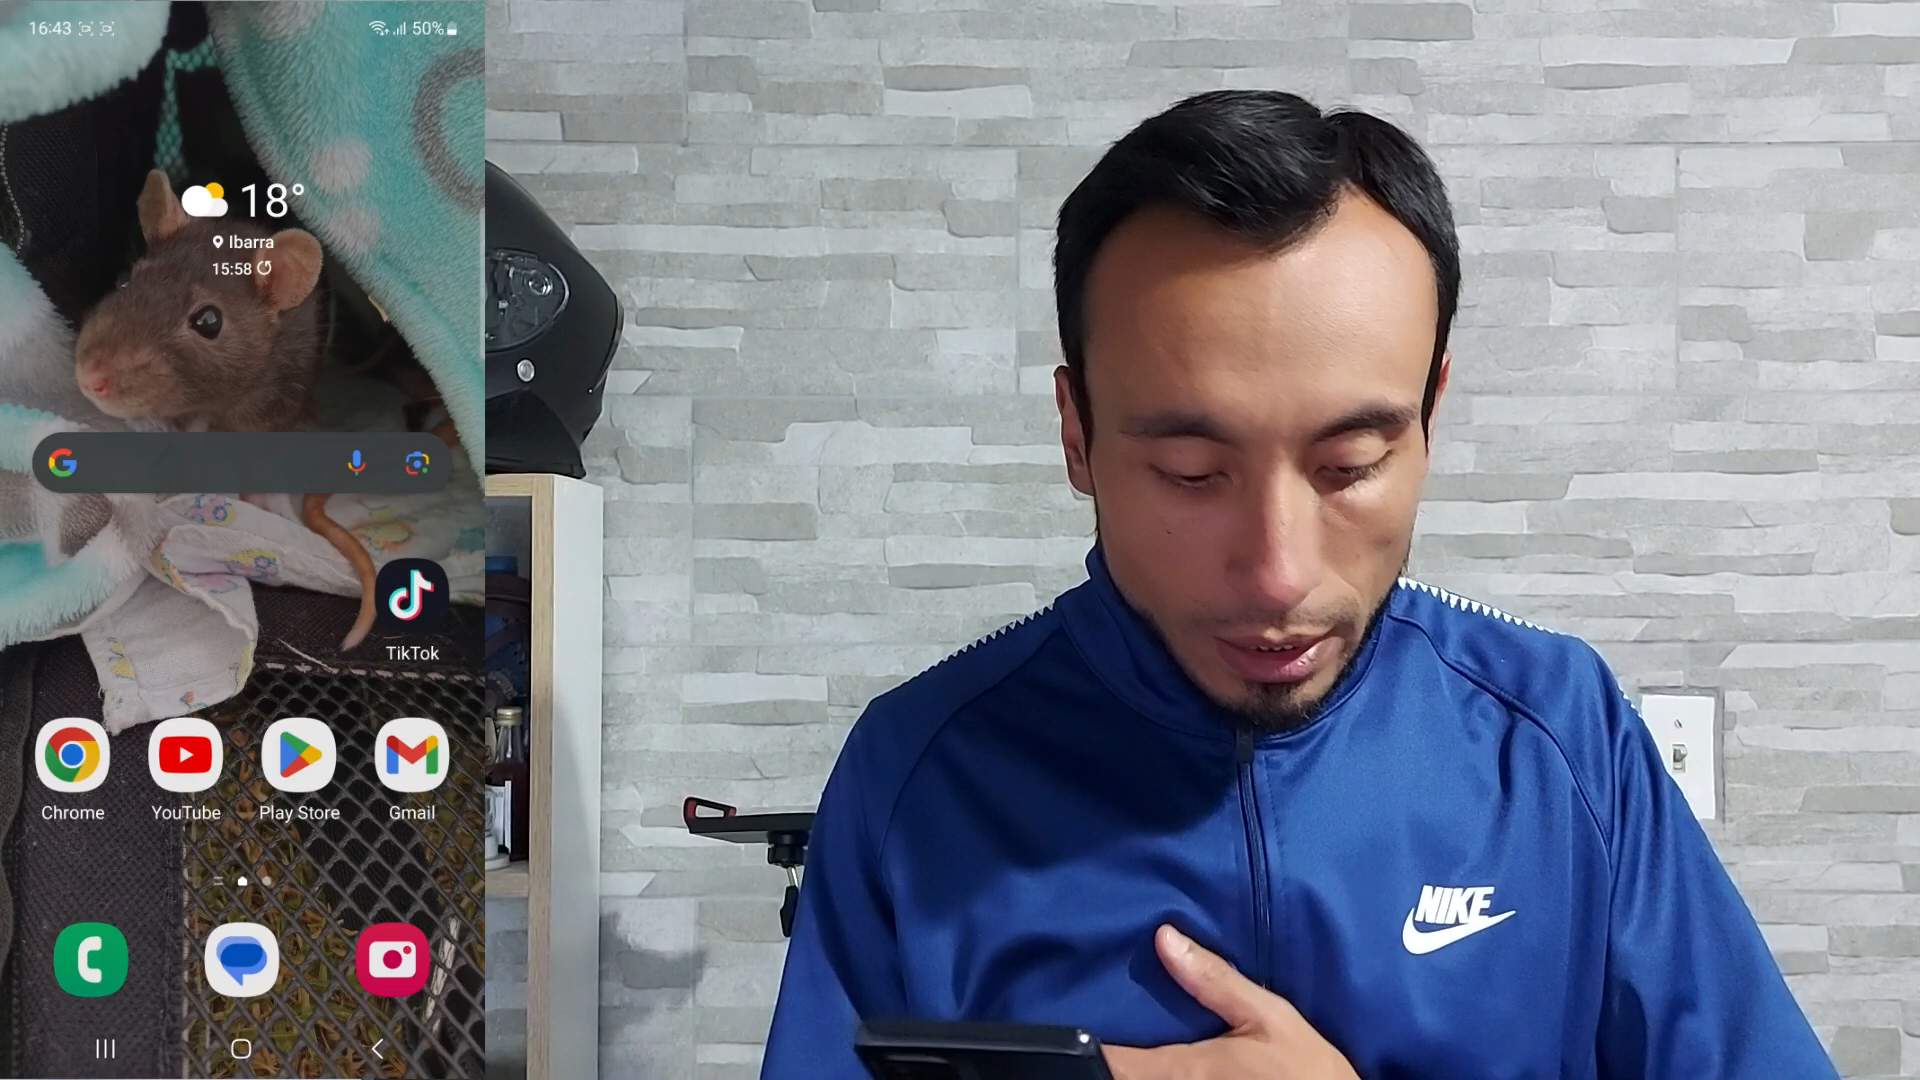 16:43
50%
18°
Ibarra
15:58
TikTok
Chrome
YouTube
Play Store
Gmail
NIKE